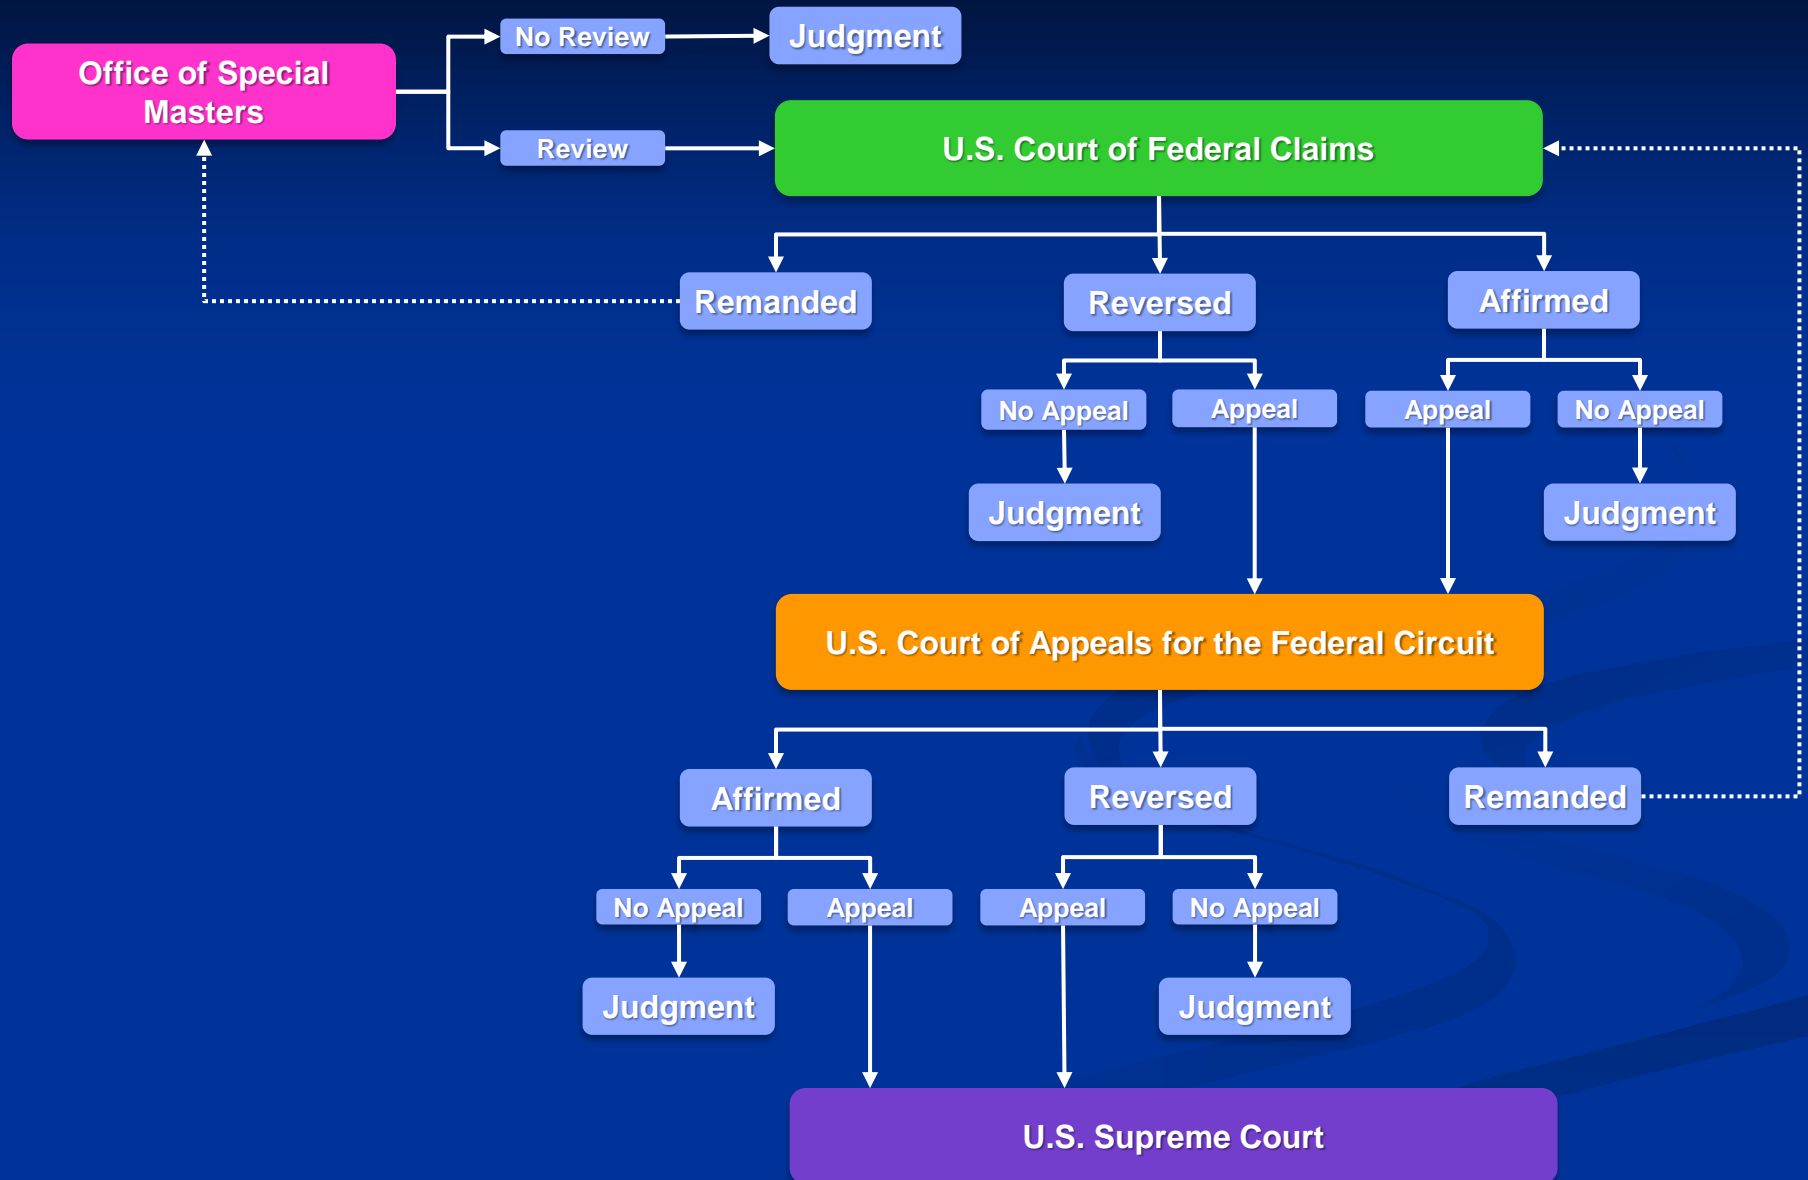 No Review
Judgment
Office of Special
Masters
Review
U.S. Court of Federal Claims
Remanded
Reversed
Affirmed
No Appeal
Appeal
Appeal
No Appeal
Judgment
Judgment
U.S. Court of Appeals for the Federal Circuit
Affirmed
Reversed
Remanded
No Appeal
Appeal
Appeal
No Appeal
Judgment
Judgment
U.S. Supreme Court